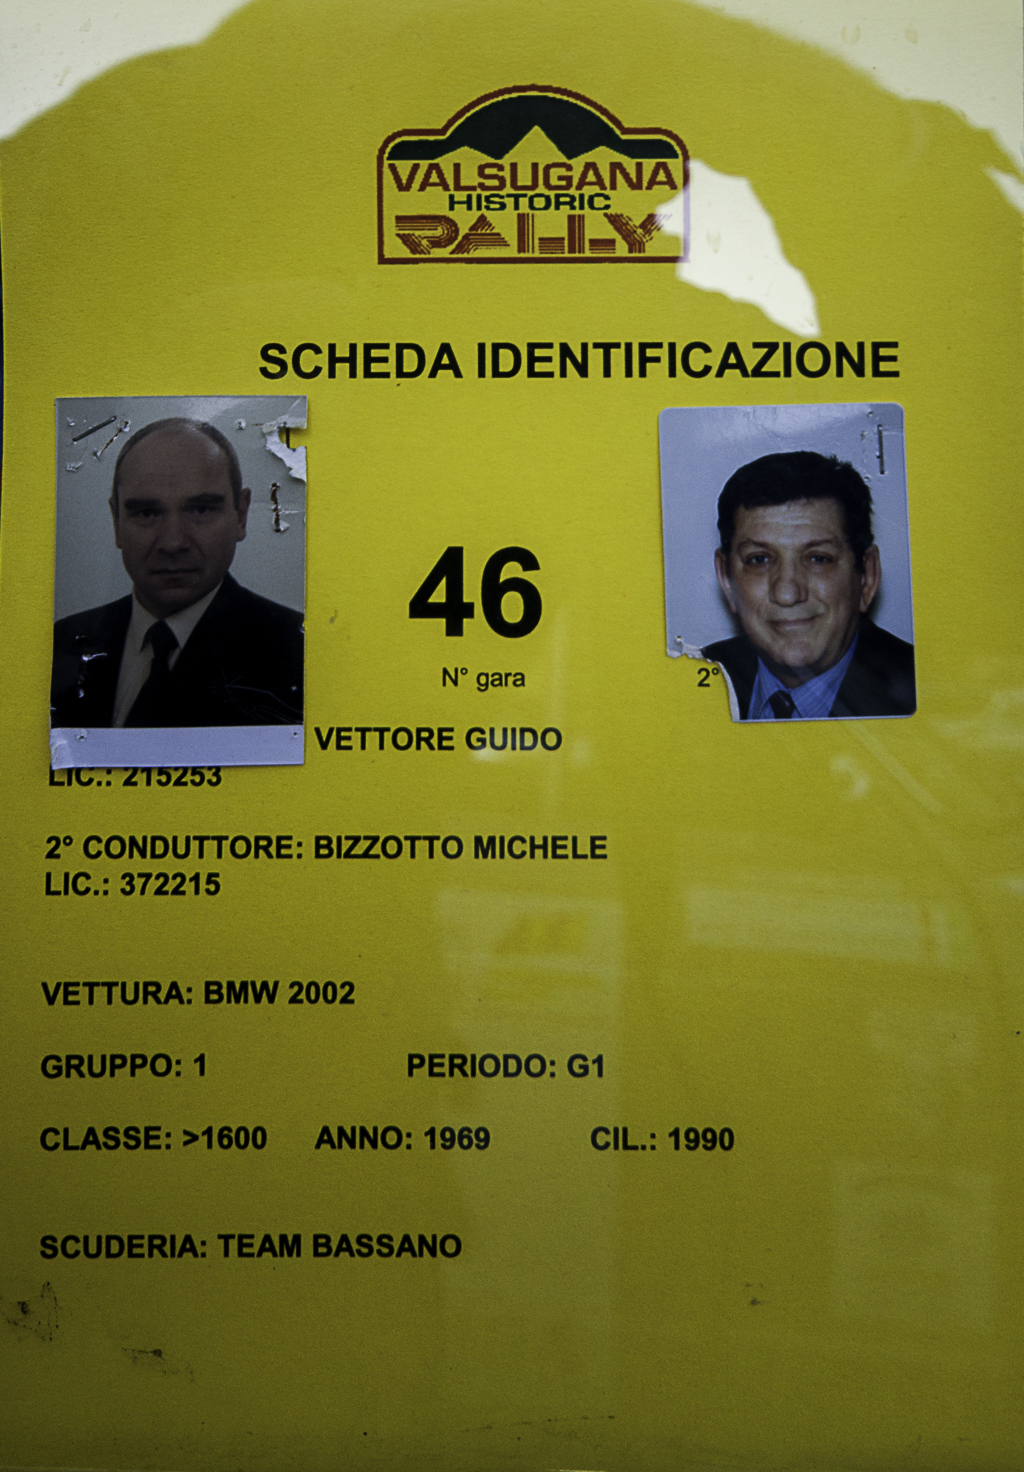 VALSUGANA
HISTORIC
RALLY
SCHEDA IDENTIFICAZIONE
46
N° gara
2°
VETTORE GUIDO
LIC.: 215253
2° CONDUTTORE: BIZZOTTO MICHELE
LIC.: 372215
VETTURA: BMW 2002
GRUPPO: 1 PERIODO: G1
CLASSE: >1600 ANNO: 1969 CIL.: 1990
SCUDERIA: TEAM BASSANO